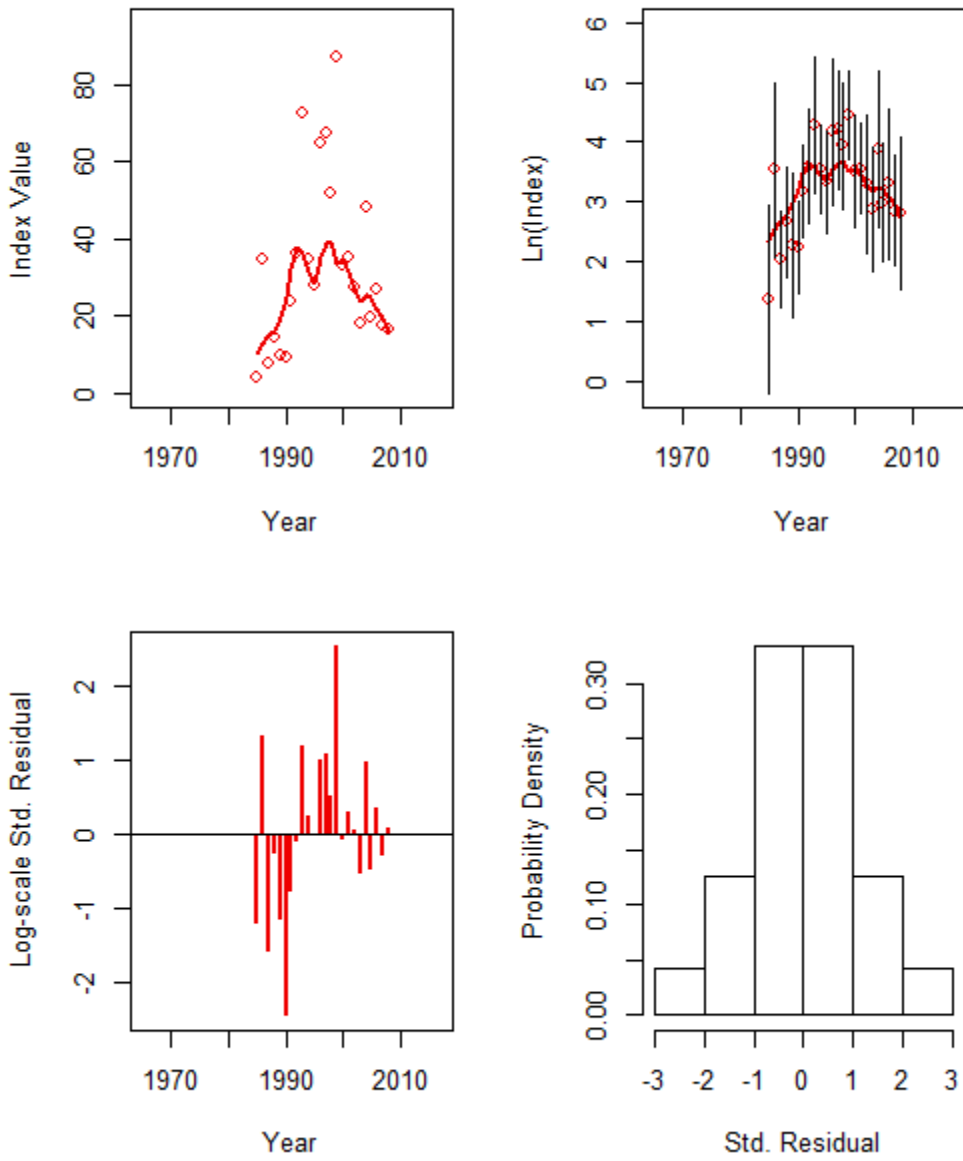 Index Value
0 20 40 60 80
1970 1990 2010
Year
Ln(Index)
0 1 2 3 4 5 6
1970 1990 2010
Year
Log-scale Std. Residual
-2 -1 0 1 2
1970 1990 2010
Year
Probability Density
0.00 0.10 0.20 0.30
-3 -2 -1 0 1 2 3
Std. Residual